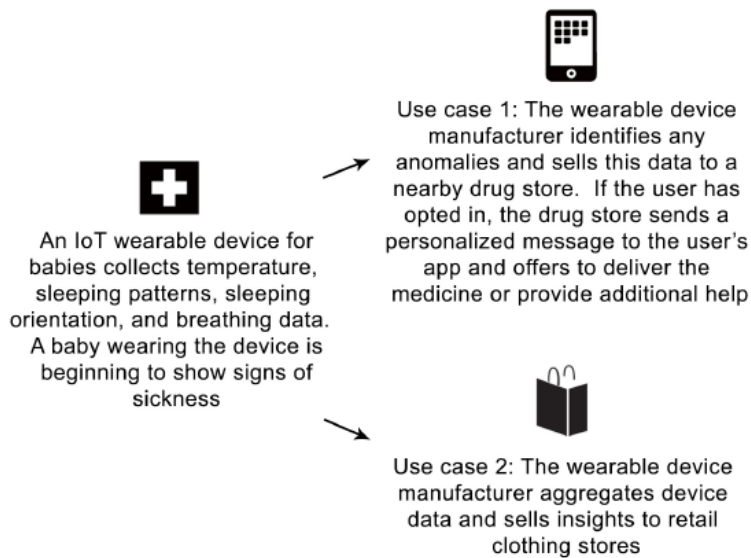 An IoT wearable device for
babies collects temperature,
sleeping patterns, sleeping
orientation, and breathing data.
A baby wearing the device is
beginning to show signs of
sickness
Use case 1: The wearable device
manufacturer identifies any
anomalies and sells this data to a
nearby drug store.  If the user has
opted in, the drug store sends a
personalized message to the user's
app and offers to deliver the
medicine or provide additional help
Use case 2: The wearable device
manufacturer aggregates device
data and sells insights to retail
clothing stores